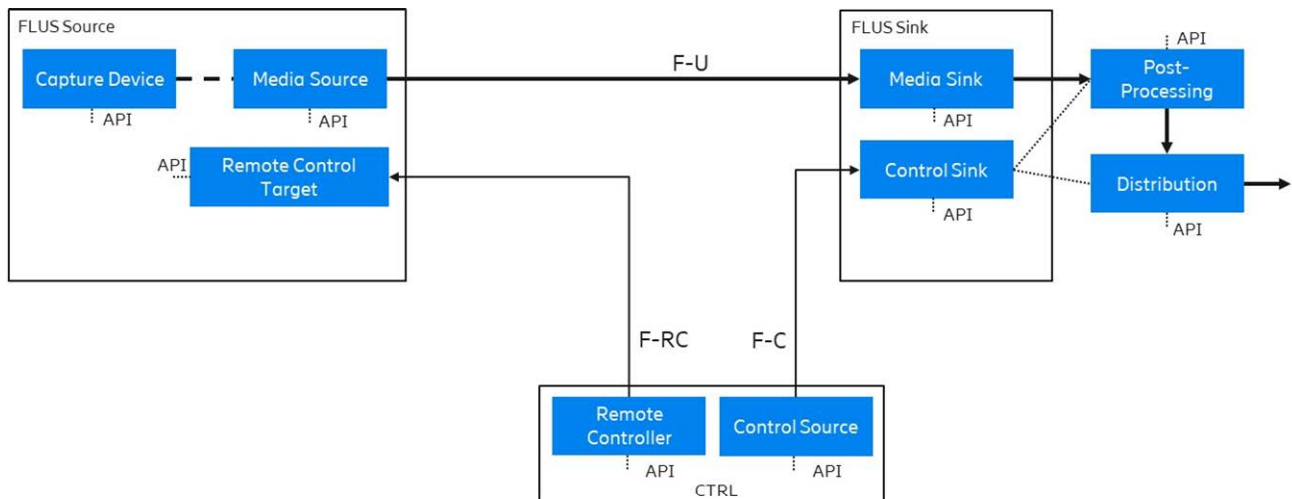 FLUS Source
Capture Device
API
Media Source
API
API
Remote Control
Target
F-U
FLUS Sink
Media Sink
API
Control Sink
API
API
Post-
Processing
Distribution
API
F-RC
F-C
Remote
Controller
API
Control Source
API
CTRL